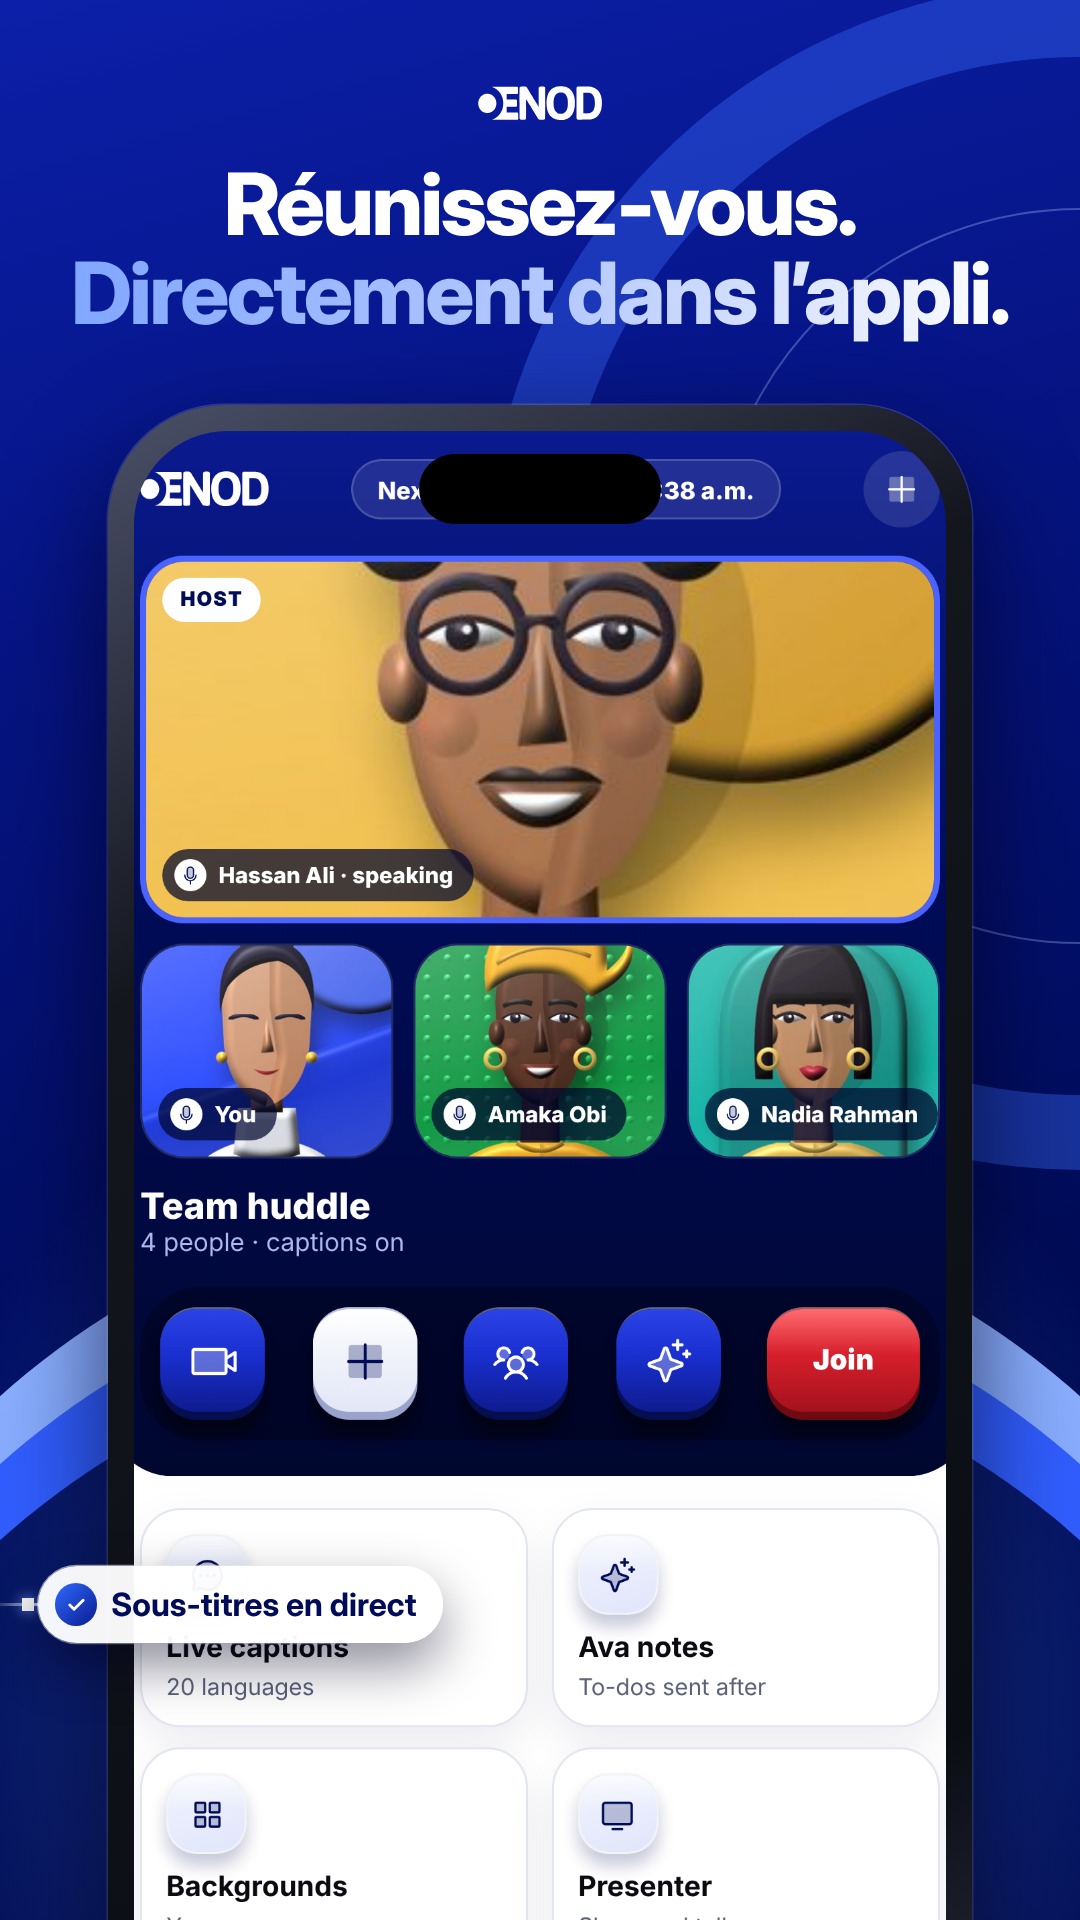 ENOD
Réunissez-vous.
Directement dans l’appli.
ENOD
38 a.m.
HOST
Hassan Ali · speaking
You
Amaka Obi
Nadia Rahman
Team huddle
4 people · captions on
Join
Sous-titres en direct
Live captions
20 languages
Ava notes
To-dos sent after
Backgrounds
Presenter